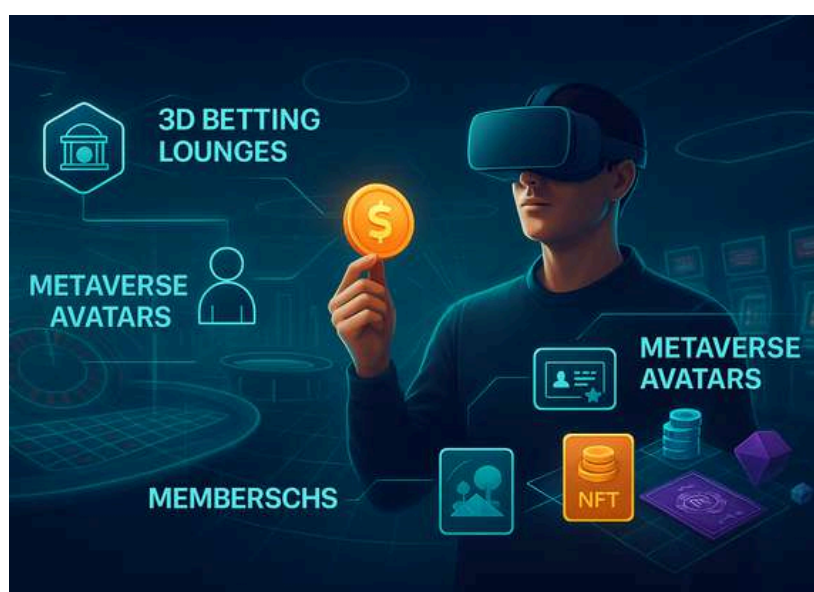 3D BETTING
LOUNGES
$
METAVERSE
AVATARS
METAVERSE
AVATARS
MEMBERSCHS
NFT